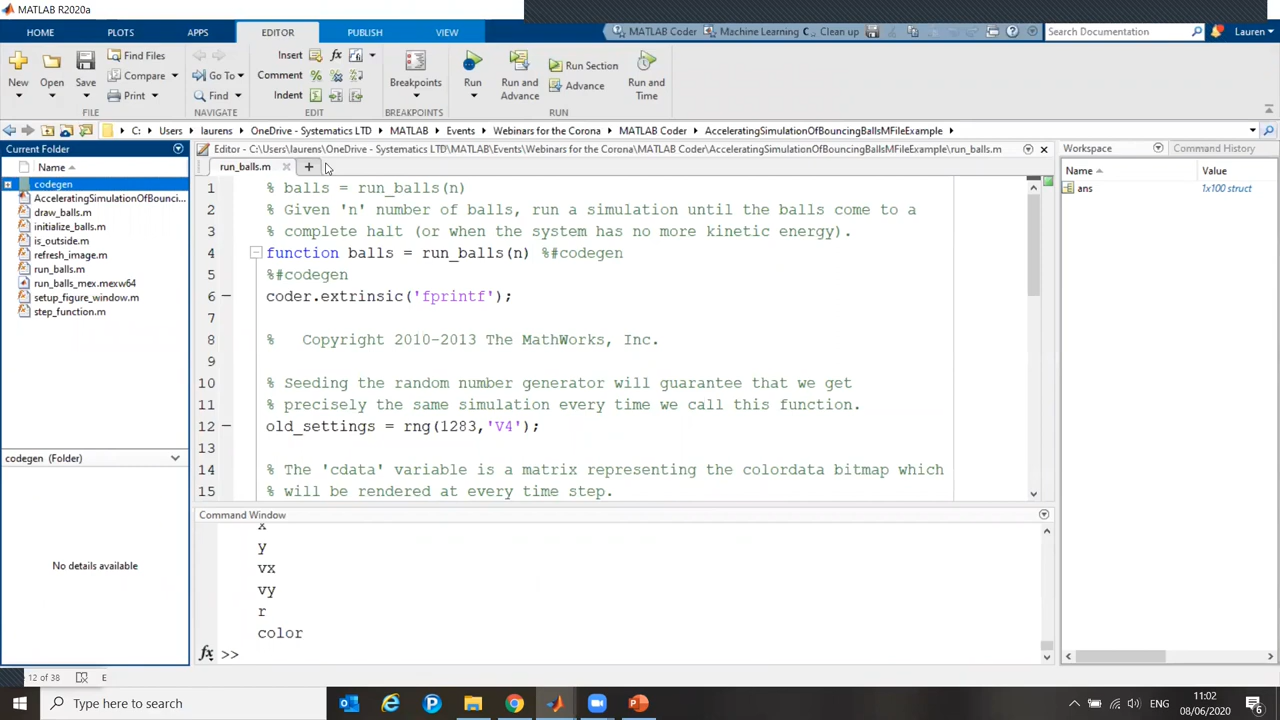 MATLAB R2020a
HOME PLOTS APPS EDITOR PUBLISH VIEW MATLAB Coder Machine Learning C... Clean up Search Documentation Lauren
New Open Save Find Files Compare Print Go To Find Insert Comment Indent fx Breakpoints Run Run and Advance Run Section Advance Run and Time
FILE NAVIGATE EDIT BREAKPOINTS RUN
C: Users laurens OneDrive - Systematics LTD MATLAB Events Webinars for the Corona MATLAB Coder AcceleratingSimulationOfBouncingBallsMFileExample
Current Folder
Name
codegen
AcceleratingSimulationOfBounci...
draw_balls.m
initialize_balls.m
is_outside.m
refresh_image.m
run_balls.m
run_balls_mex.mexw64
setup_figure_window.m
step_function.m
codegen (Folder)
No details available
Editor - C:\Users\laurens\OneDrive - Systematics LTD\MATLAB\Events\Webinars for the Corona\MATLAB Coder\AcceleratingSimulationOfBouncingBallsMFileExample\run_balls.m
run_balls.m
1 % balls = run_balls(n)
2 % Given 'n' number of balls, run a simulation until the balls come to a
3 % complete halt (or when the system has no more kinetic energy).
4 function balls = run_balls(n) %#codegen
5 %#codegen
6 coder.extrinsic('fprintf');
7
8 % Copyright 2010-2013 The MathWorks, Inc.
9
10 % Seeding the random number generator will guarantee that we get
11 % precisely the same simulation every time we call this function.
12 old_settings = rng(1283,'V4');
13
14 % The 'cdata' variable is a matrix representing the colordata bitmap which
15 % will be rendered at every time step.
Command Window
x
y
vx
vy
r
color
fx >>
Workspace Command History
Name Value
ans 1x100 struct
12 of 38 E
Type here to search
ENG
11:02
08/06/2020
6